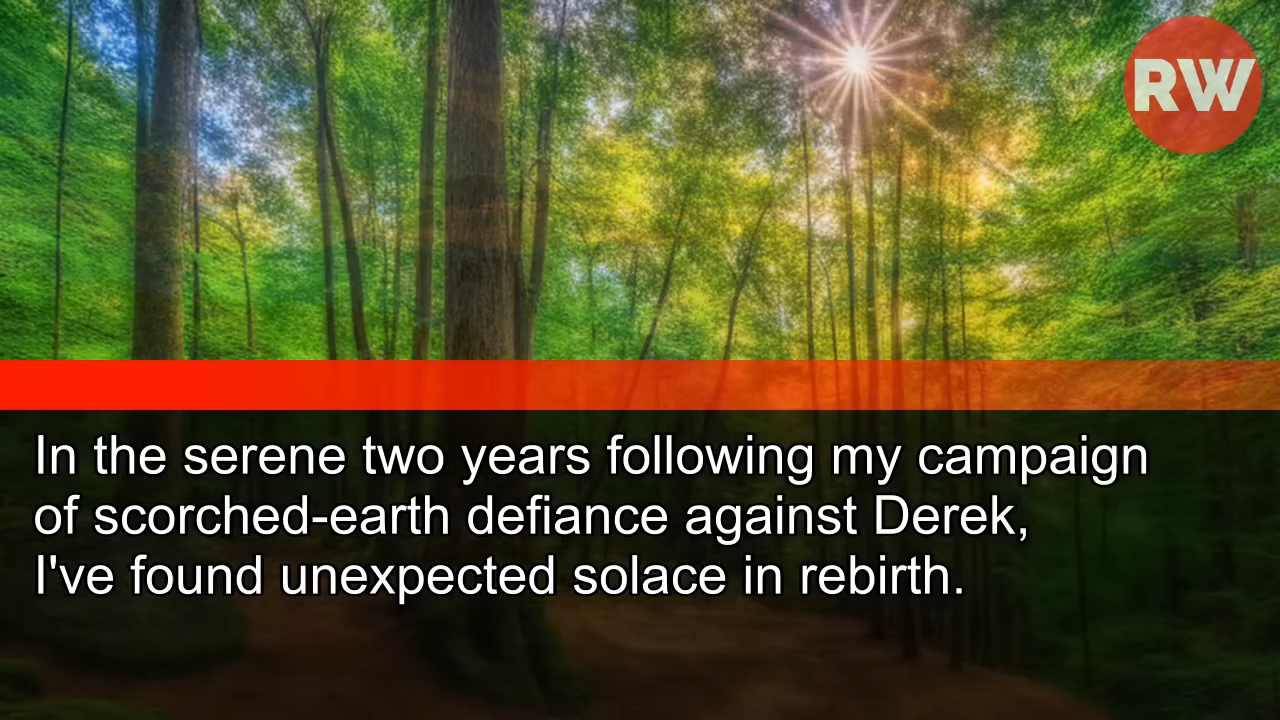 RW
In the serene two years following my campaign
of scorched-earth defiance against Derek,
I've found unexpected solace in rebirth.